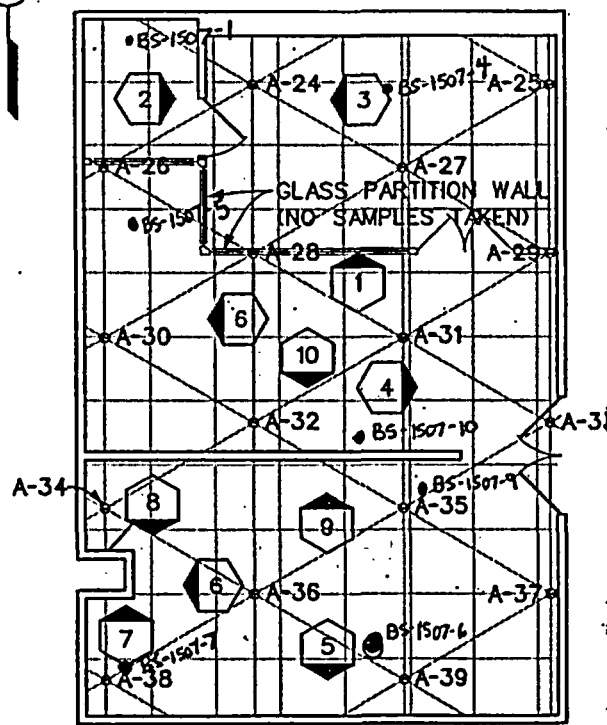 BS-1507-1
A-24
BS-1507-4
A-25
2
3
A-26
A-27
GLASS PARTITION WALL
(NO SAMPLES TAKEN)
A-28
A-29
1
6
A-30
A-31
10
4
A-32
BS-1507-10
A-34
BS-1507-9
8
A-35
9
6
A-36
A-37
7
5
BS-1507-6
BS-1507-7
A-38
A-39